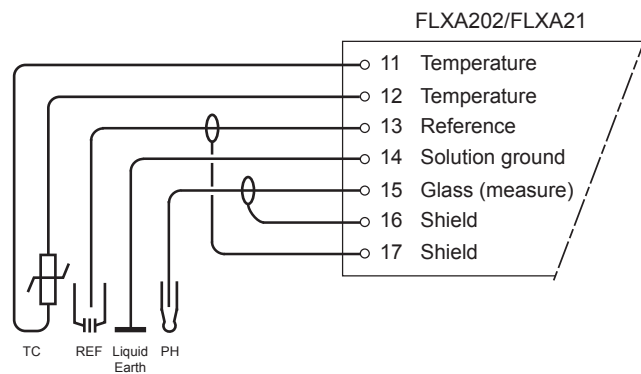 FLXA202/FLXA21
11 Temperature
12 Temperature
13 Reference
14 Solution ground
15 Glass (measure)
16 Shield
17 Shield
TC REF Liquid Earth PH